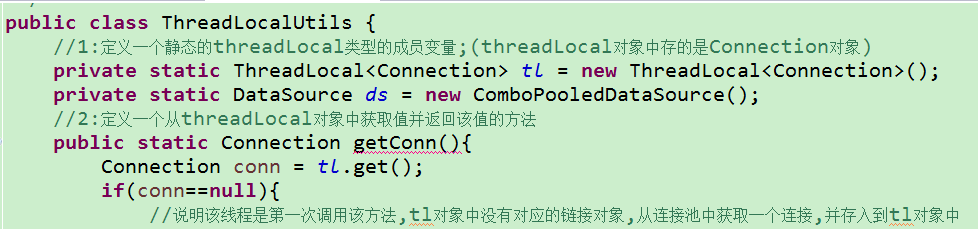 public class ThreadLocalUtils {
//1:定义一个静态的threadLocal类型的成员变量;(threadLocal对象中存的是Connection对象)
private static ThreadLocal<Connection> tl = new ThreadLocal<Connection>();
private static DataSource ds = new ComboPooledDataSource();
//2:定义一个从threadLocal对象中获取值并返回该值的方法
public static Connection getConn(){
Connection conn = tl.get();
if(conn==null){
//说明该线程是第一次调用该方法,tl对象中没有对应的链接对象,从连接池中获取一个连接,并存入到tl对象中